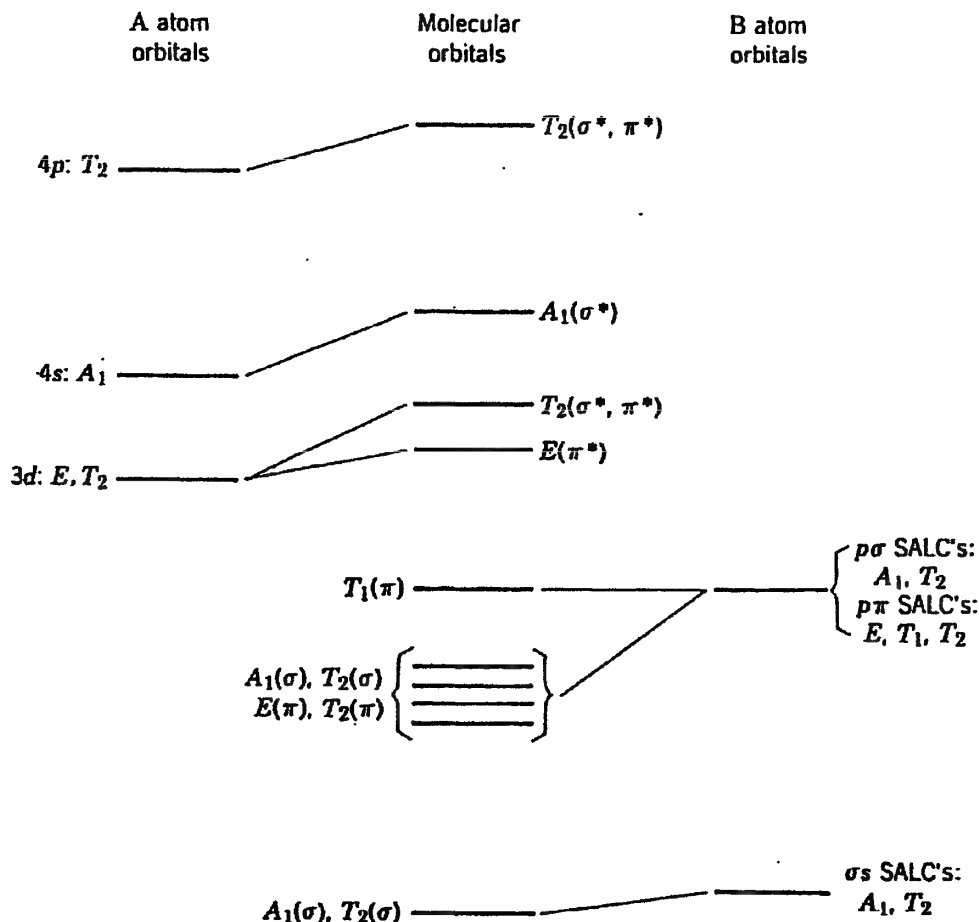 A atom
orbitals
Molecular
orbitals
B atom
orbitals
T₂(σ*, π*)
4p: T₂
A₁(σ*)
4s: A₁
T₂(σ*, π*)
E(π*)
3d: E, T₂
pσ SALC's:
A₁, T₂
pπ SALC's:
E, T₁, T₂
T₁(π)
A₁(σ), T₂(σ)
E(π), T₂(π)
σs SALC's:
A₁, T₂
A₁(σ), T₂(σ)